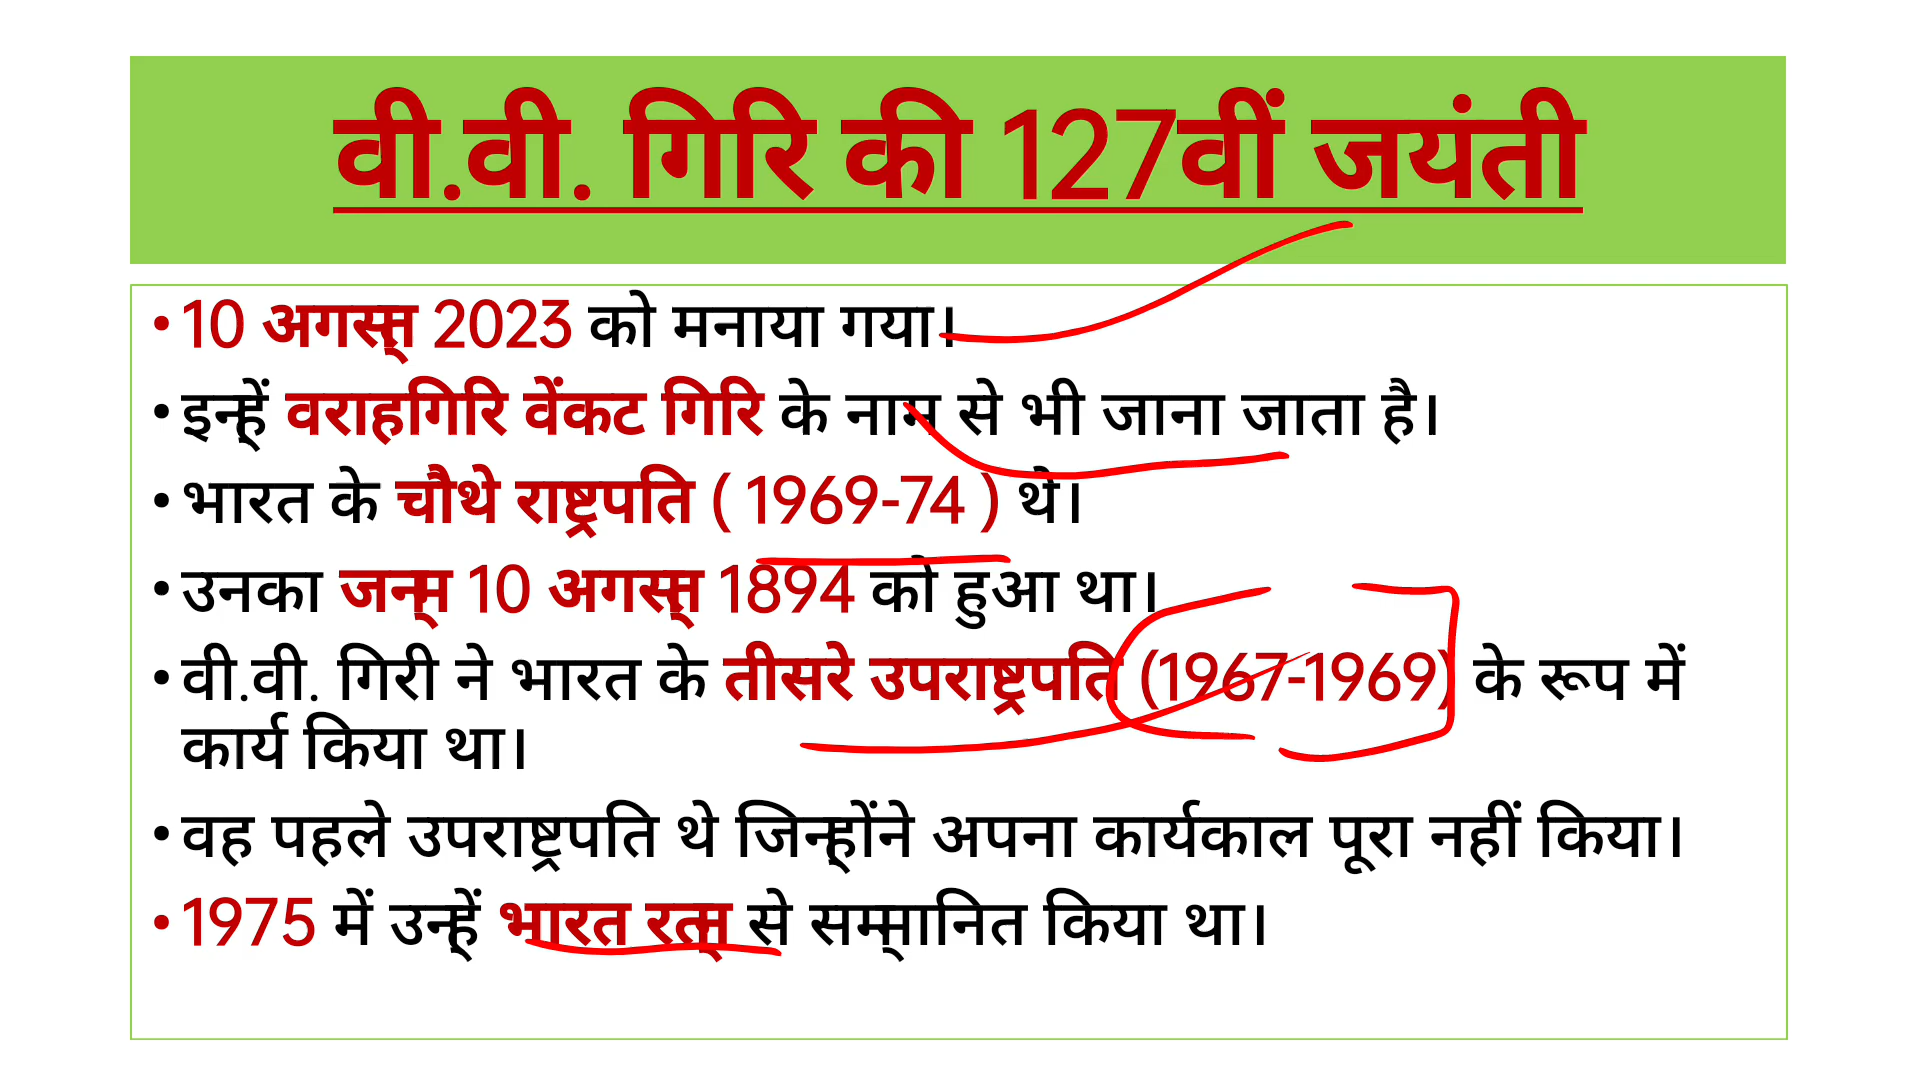 वी.वी. गिरि की 127वीं जयंती
•10 अगस्त 2023 को मनाया गया।
•इन्हें वराहगिरि वेंकट गिरि के नाम से भी जाना जाता है।
•भारत के चौथे राष्ट्रपति ( 1969-74 ) थे।
•उनका जन्म 10 अगस्त 1894 को हुआ था।
•वी.वी. गिरी ने भारत के तीसरे उपराष्ट्रपति (1967-1969) के रूप में
कार्य किया था।
•वह पहले उपराष्ट्रपति थे जिन्होंने अपना कार्यकाल पूरा नहीं किया।
•1975 में उन्हें भारत रत्न से सम्मानित किया था।